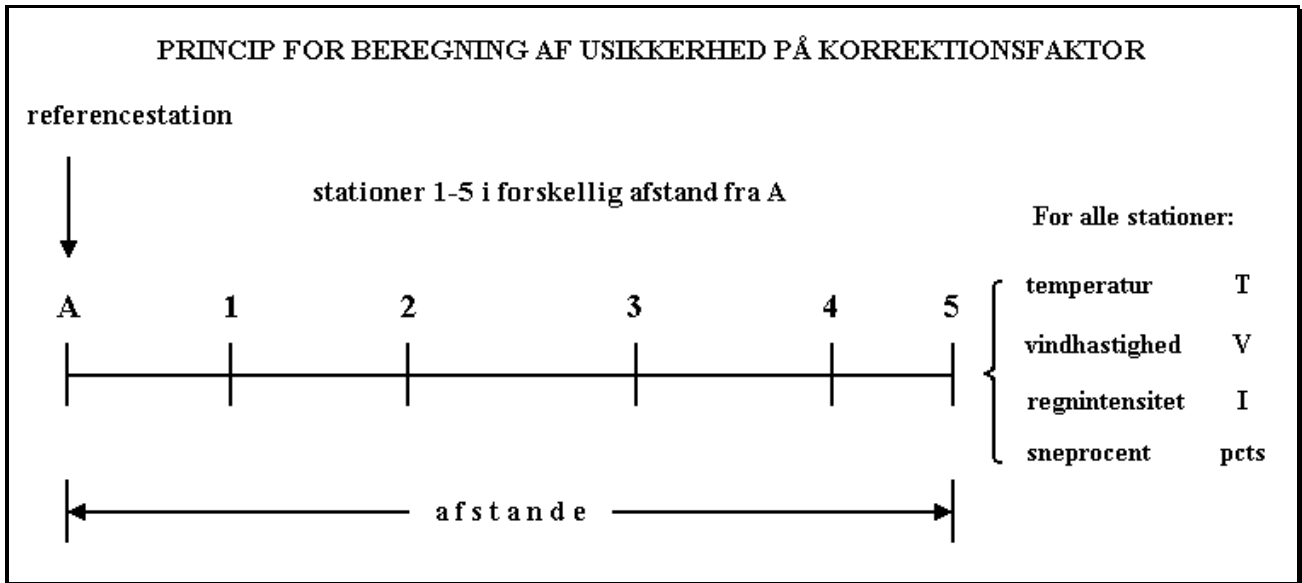 PRINCIP FOR BEREGNING AF USIKKERHED PÅ KORREKTIONSFAKTOR
referencestation
stationer 1-5 i forskellig afstand fra A
For alle stationer:
A 1 2 3 4 5
temperatur T
vindhastighed V
regnintensitet I
sneprocent pcts
afstande